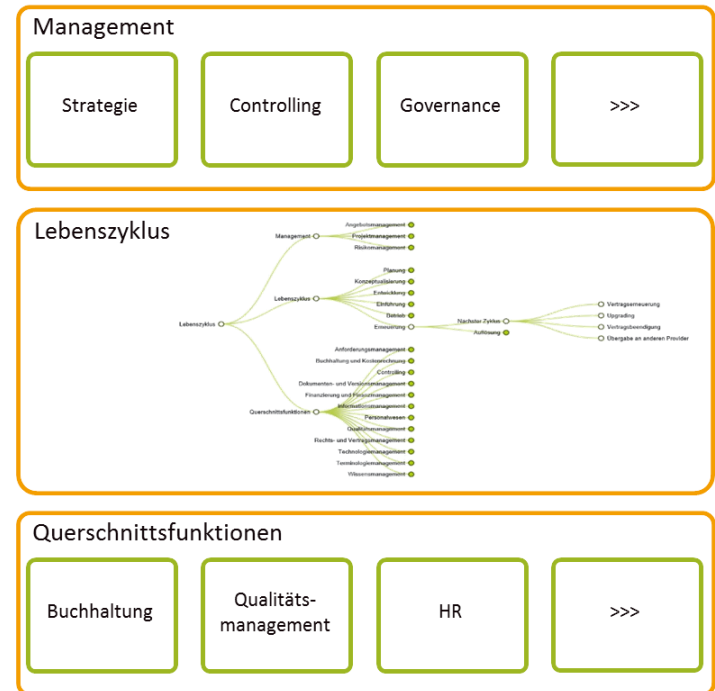 Management
Strategie
Controlling
Governance
>>>
Lebenszyklus
Angebotsmanagement
Management
Projektmanagement
Risikomanagement
Planung
Konzeptualisierung
Entwicklung
Lebenszyklus
Einführung
Betrieb
Erneuerung
Nächster Zyklus
Auflösung
Vertragserneuerung
Upgrading
Vertragsbeendigung
Übergabe an anderen Provider
Lebenszyklus
Anforderungsmanagement
Buchhaltung und Kostenrechnung
Controlling
Dokumenten- und Versionsmanagement
Finanzierung und Finanzmanagement
Informationsmanagement
Querschnittsfunktionen
Personalwesen
Qualitätsmanagement
Rechts- und Vertragsmanagement
Technologiemanagement
Terminologiemanagement
Wissensmanagement
Querschnittsfunktionen
Buchhaltung
Qualitäts-
management
HR
>>>